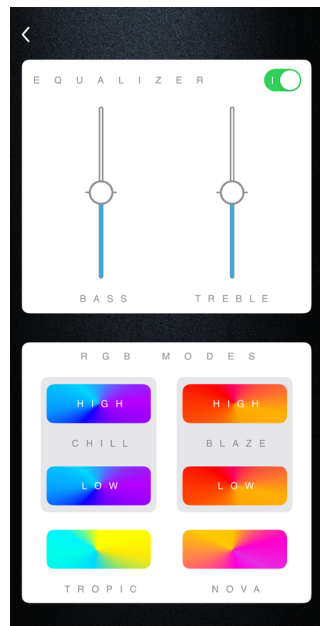 EQUALIZER
BASS TREBLE
RGB MODES
HIGH HIGH
CHILL BLAZE
LOW LOW
TROPIC NOVA